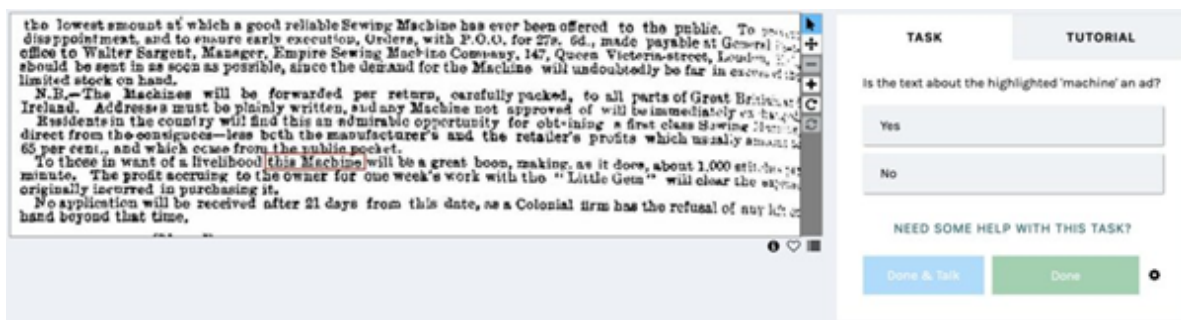 the lowest amount at which a good reliable Sewing Machine has ever been offered to the public. To
disappointment, and to ensure early execution, Orders, with P.O.O. for 27s. 6d., made payable at General
office to Walter Sargent, Manager, Empire Sewing Machine Company, 147, Queen Victoria-street, London,
should be sent in as soon as possible, since the demand for the Machine will undoubtedly be far in excess of the
limited stock on hand.
N.B.—The Machines will be forwarded per return, carefully packed, to all parts of Great Britain
Ireland. Addresses must be plainly written, and any Machine not approved of will be immediately
Residents in the country will find this an admirable opportunity for obtaining a first class Sewing
direct from the consignees—less both the manufacturer's and the retailer's profits which usually
65 per cent., and which come from the public pocket.
To those in want of a livelihood this Machine will be a great boon, making, as it does, about 1,000
minute. The profit accruing to the owner for one week's work with the "Little Gem" will clear the
originally incurred in purchasing it.
No application will be received after 21 days from this date, as a Colonial firm has the refusal of any
hand beyond that time.
TASK
TUTORIAL
Is the text about the highlighted 'machine' an ad?
Yes
No
NEED SOME HELP WITH THIS TASK?
Done & Talk
Done